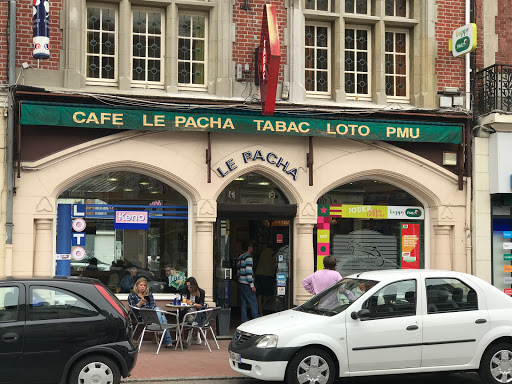 CAFE LE PACHA TABAC LOTO PMU
LE PACHA
LOTO
Keno
PMU